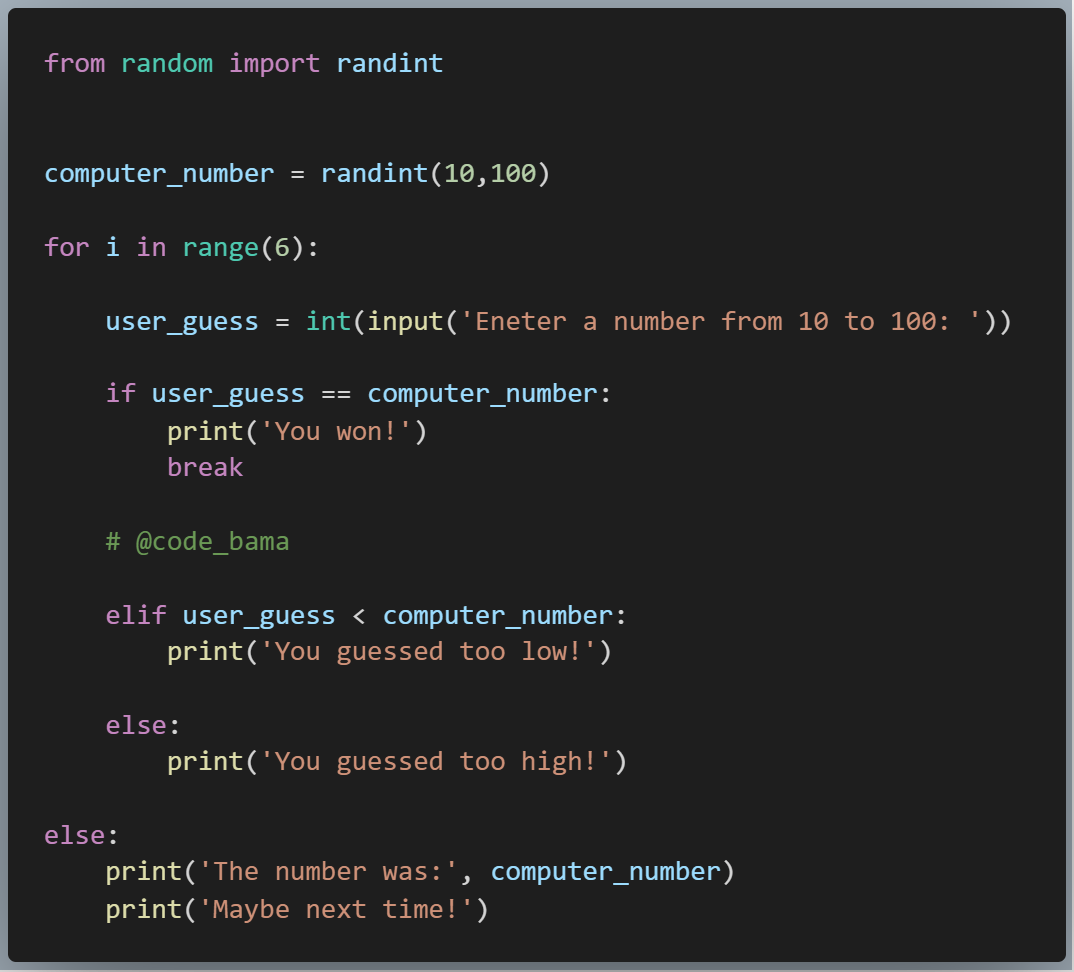 from random import randint
computer_number = randint(10,100)
for i in range(6):
    user_guess = int(input('Eneter a number from 10 to 100: '))
    if user_guess == computer_number:
        print('You won!')
        break
    # @code_bama
    elif user_guess < computer_number:
        print('You guessed too low!')
    else:
        print('You guessed too high!')
else:
    print('The number was:', computer_number)
    print('Maybe next time!')